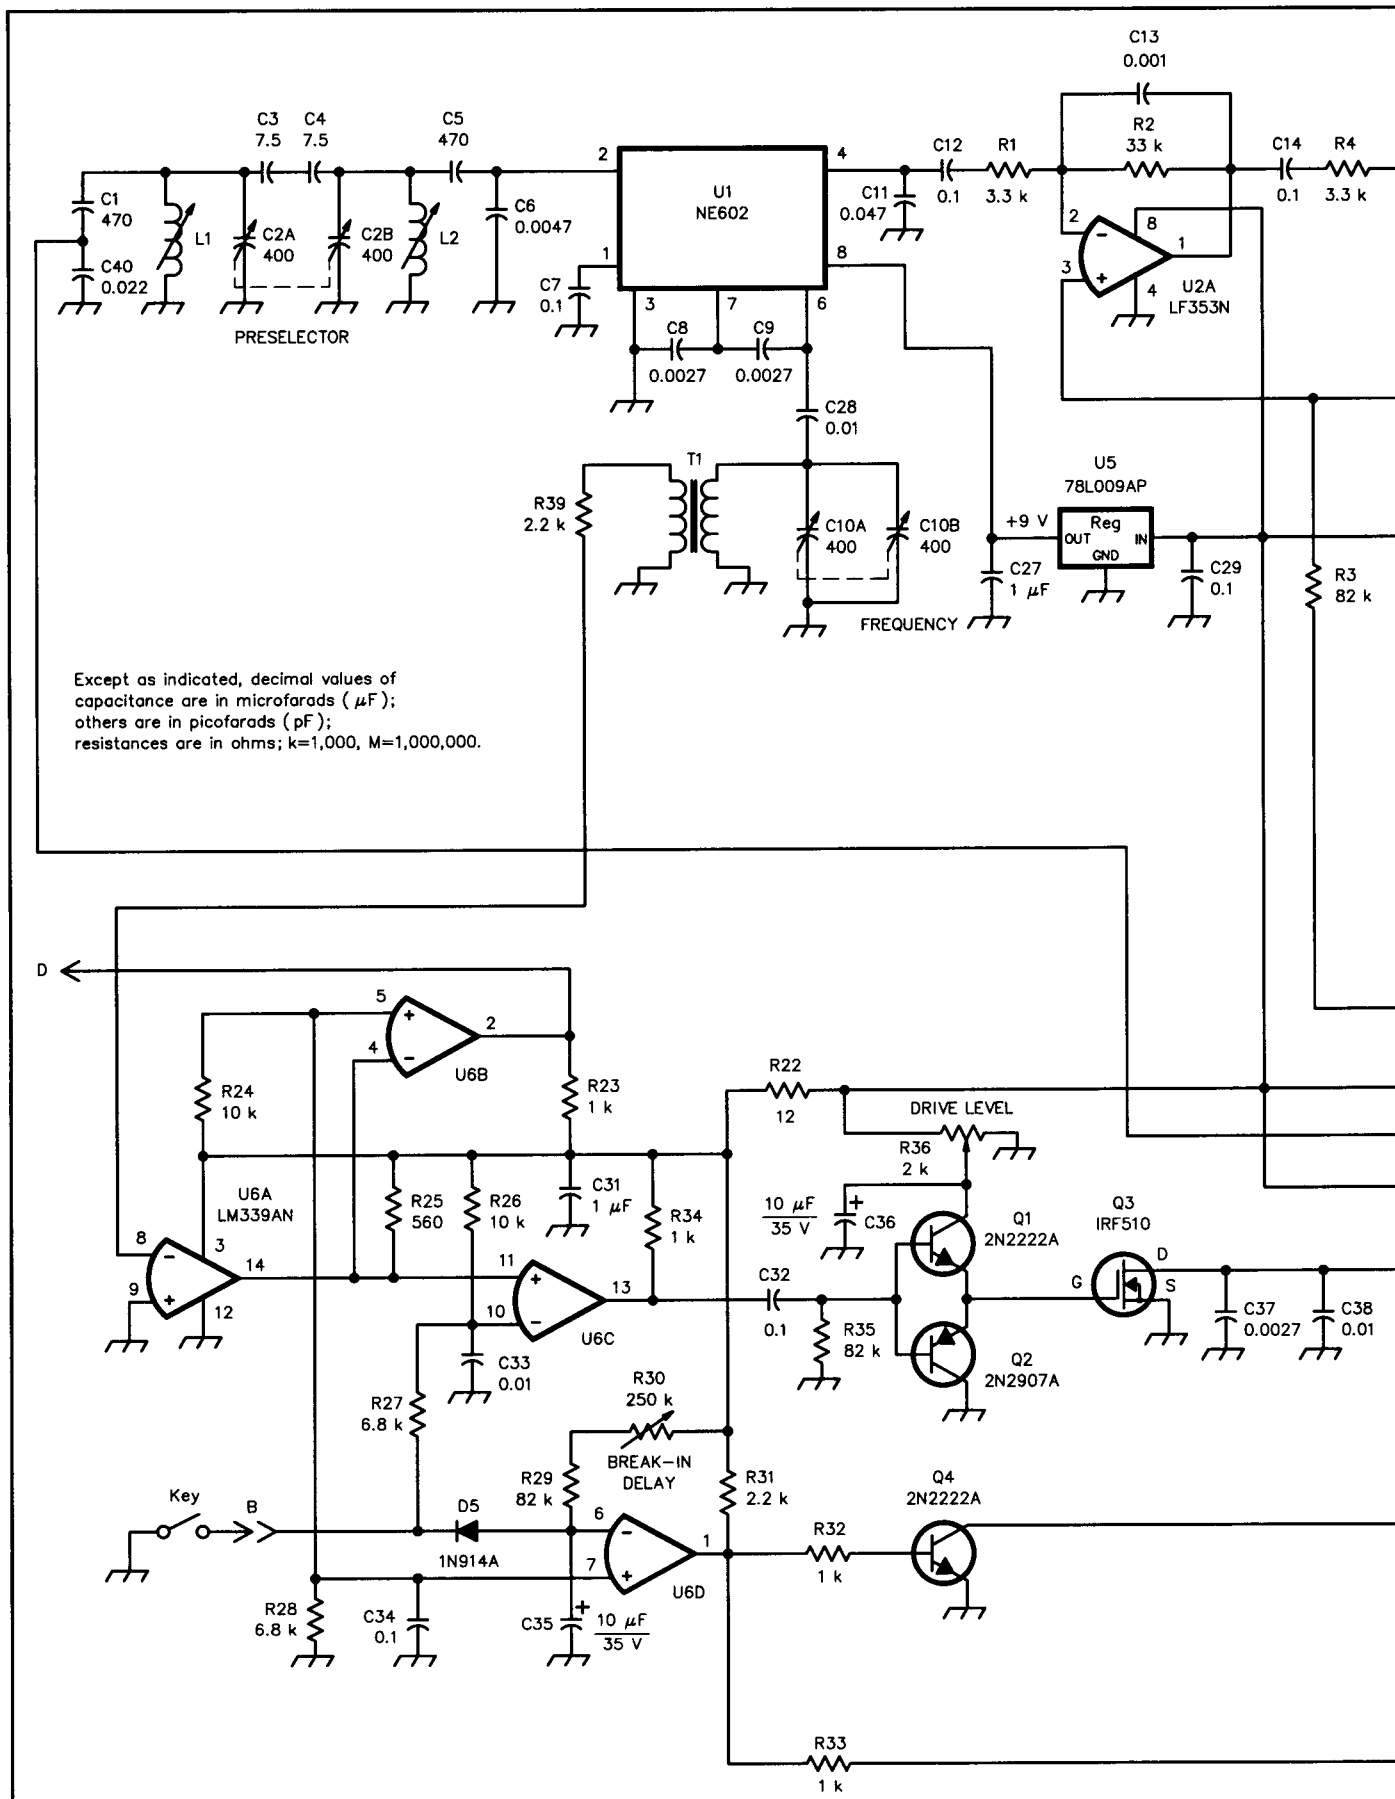 C13
0.001
C3
7.5
C4
7.5
C5
470
R2
33 k
C12
0.1
R1
3.3 k
C14
0.1
R4
3.3 k
2
4
U1
NE602
C11
0.047
C1
470
L1
C2A
400
C2B
400
L2
C6
0.0047
2
8
1
3
4
U2A
LF353N
C40
0.022
1
8
C7
0.1
3
7
6
PRESELECTOR
C8
0.0027
C9
0.0027
C28
0.01
T1
R39
2.2 k
C10A
400
C10B
400
U5
78L009AP
+9 V
Reg
OUT
IN
GND
C27
1 μF
C29
0.1
R3
82 k
FREQUENCY
Except as indicated, decimal values of
capacitance are in microfarads ( μF);
others are in picofarads (pF);
resistances are in ohms; k=1,000, M=1,000,000.
D
5
+
4
–
2
U6B
R24
10 k
R23
1 k
R22
12
DRIVE LEVEL
R36
2 k
U6A
LM339AN
R25
560
R26
10 k
C31
1 μF
R34
1 k
10 μF
35 V
+
C36
Q1
2N2222A
Q3
IRF510
8
–
9
+
3
12
14
11
+
10
–
13
U6C
C32
0.1
R35
82 k
G
D
S
C37
0.0027
C38
0.01
Q2
2N2907A
C33
0.01
R27
6.8 k
R30
250 k
BREAK–IN
DELAY
R29
82 k
R31
2.2 k
Q4
2N2222A
Key
B
D5
1N914A
6
–
7
+
1
U6D
R32
1 k
R28
6.8 k
C34
0.1
C35
+
10 μF
35 V
R33
1 k